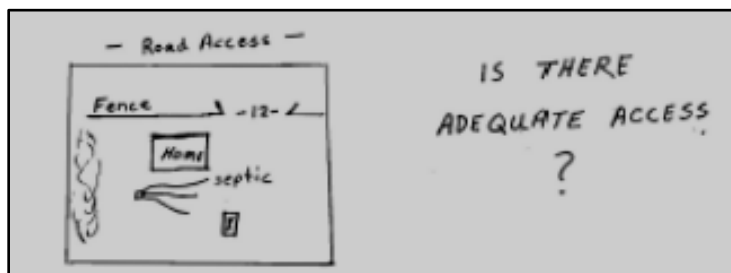 - Road Access -
IS THERE
Fence
-12-
ADEQUATE ACCESS
?
Home
septic